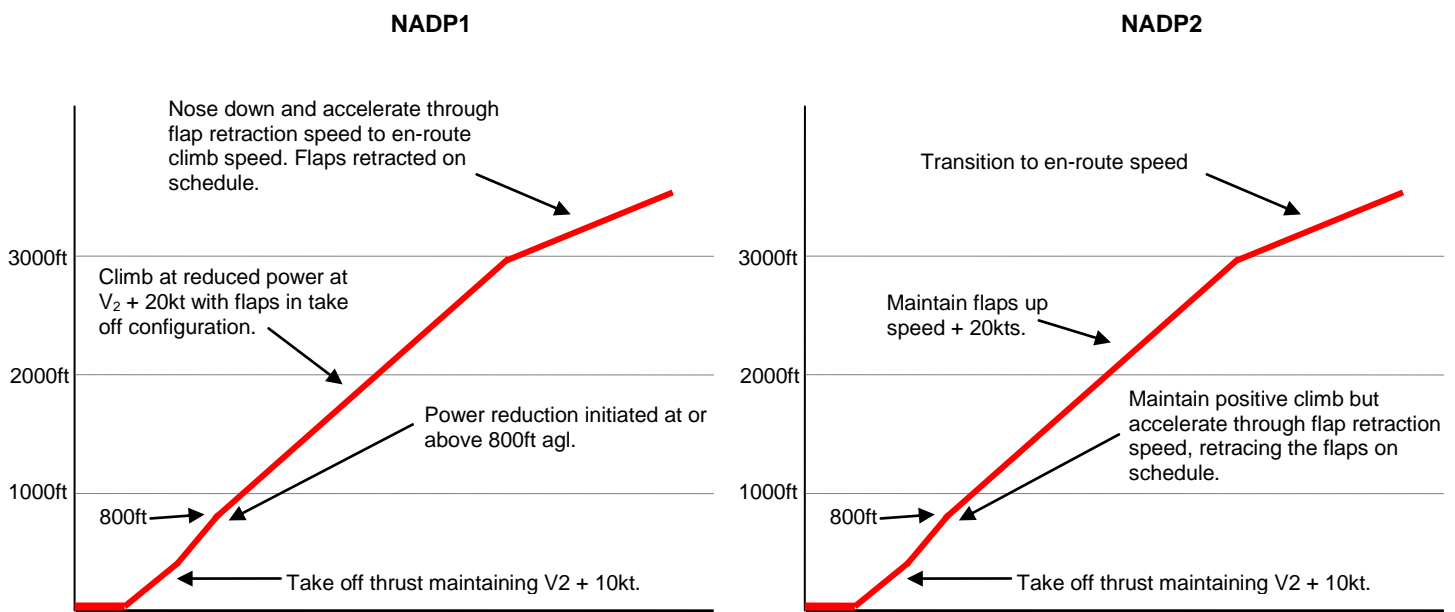 NADP1
Nose down and accelerate through
flap retraction speed to en-route
climb speed. Flaps retracted on
schedule.
3000ft
Climb at reduced power at
V₂ + 20kt with flaps in take
off configuration.
2000ft
Power reduction initiated at or
above 800ft agl.
1000ft
800ft
Take off thrust maintaining V2 + 10kt.
NADP2
Transition to en-route speed
3000ft
Maintain flaps up
speed + 20kts.
2000ft
Maintain positive climb but
accelerate through flap retraction
speed, retracing the flaps on
schedule.
1000ft
800ft
Take off thrust maintaining V2 + 10kt.